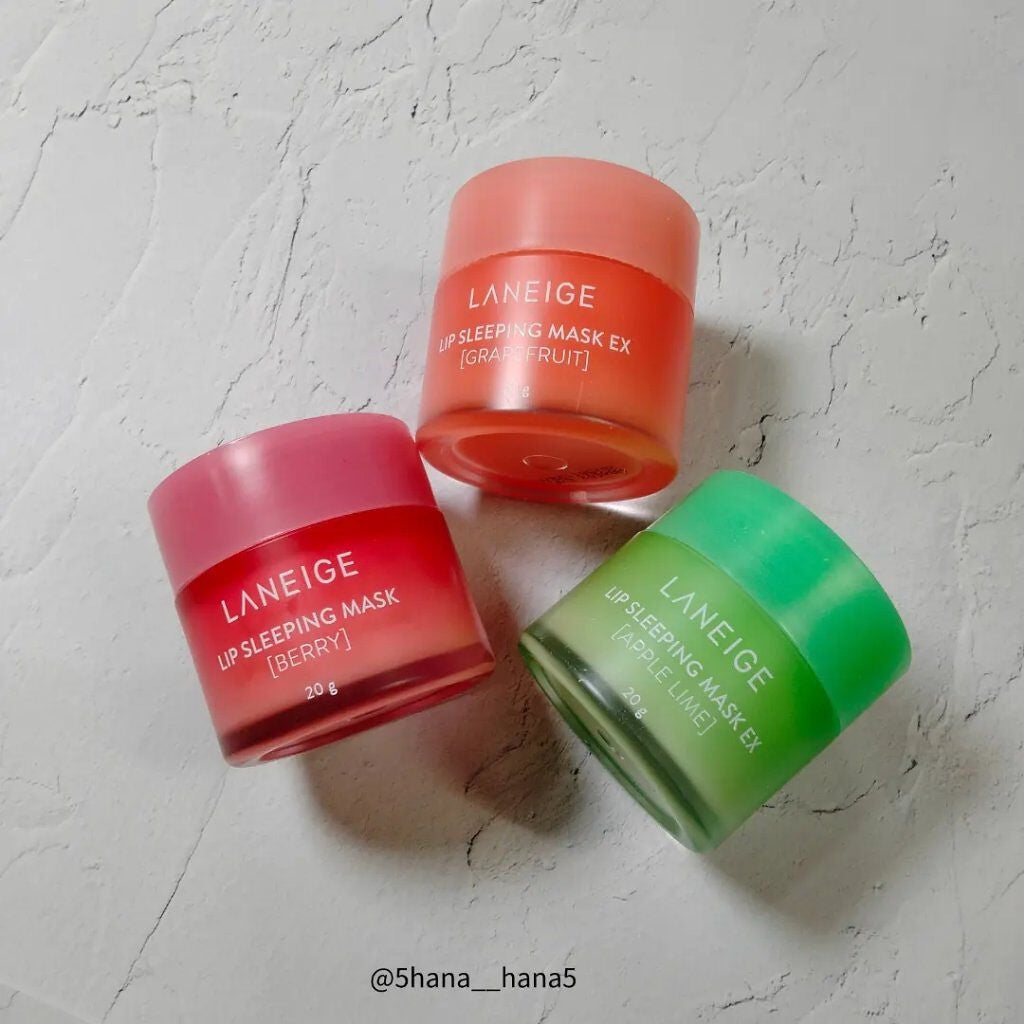 LANEIGE
LIP SLEEPING MASK EX
[GRAPEFRUIT]
LANEIGE
LIP SLEEPING MASK
[BERRY]
20 g
LANEIGE
LIP SLEEPING MASK EX
[APPLE LIME]
20 g
@5hana__hana5